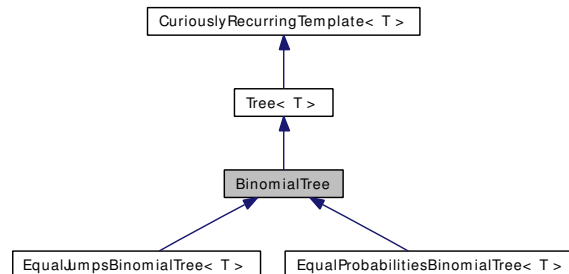 CuriouslyRecurringTemplate< T >
Tree< T >
BinomialTree
EqualJumpsBinomialTree< T >
EqualProbabilitiesBinomialTree< T >